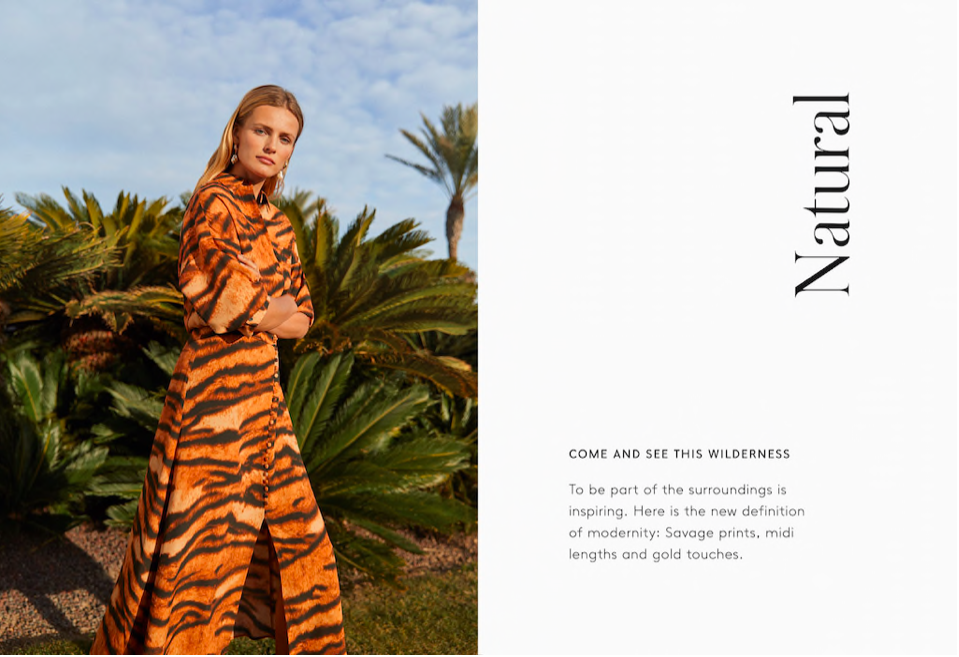 Natural
COME AND SEE THIS WILDERNESS
To be part of the surroundings is
inspiring. Here is the new definition
of modernity: Savage prints, midi
lengths and gold touches.